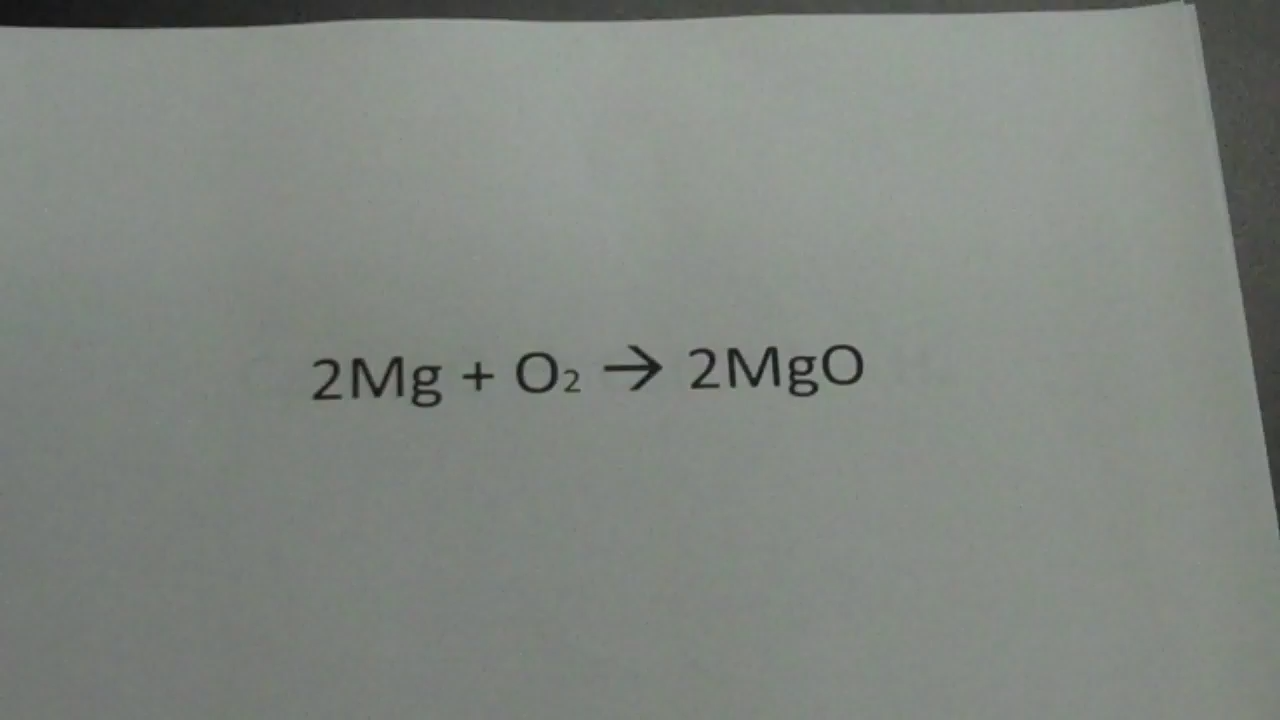 2Mg + O₂ → 2MgO